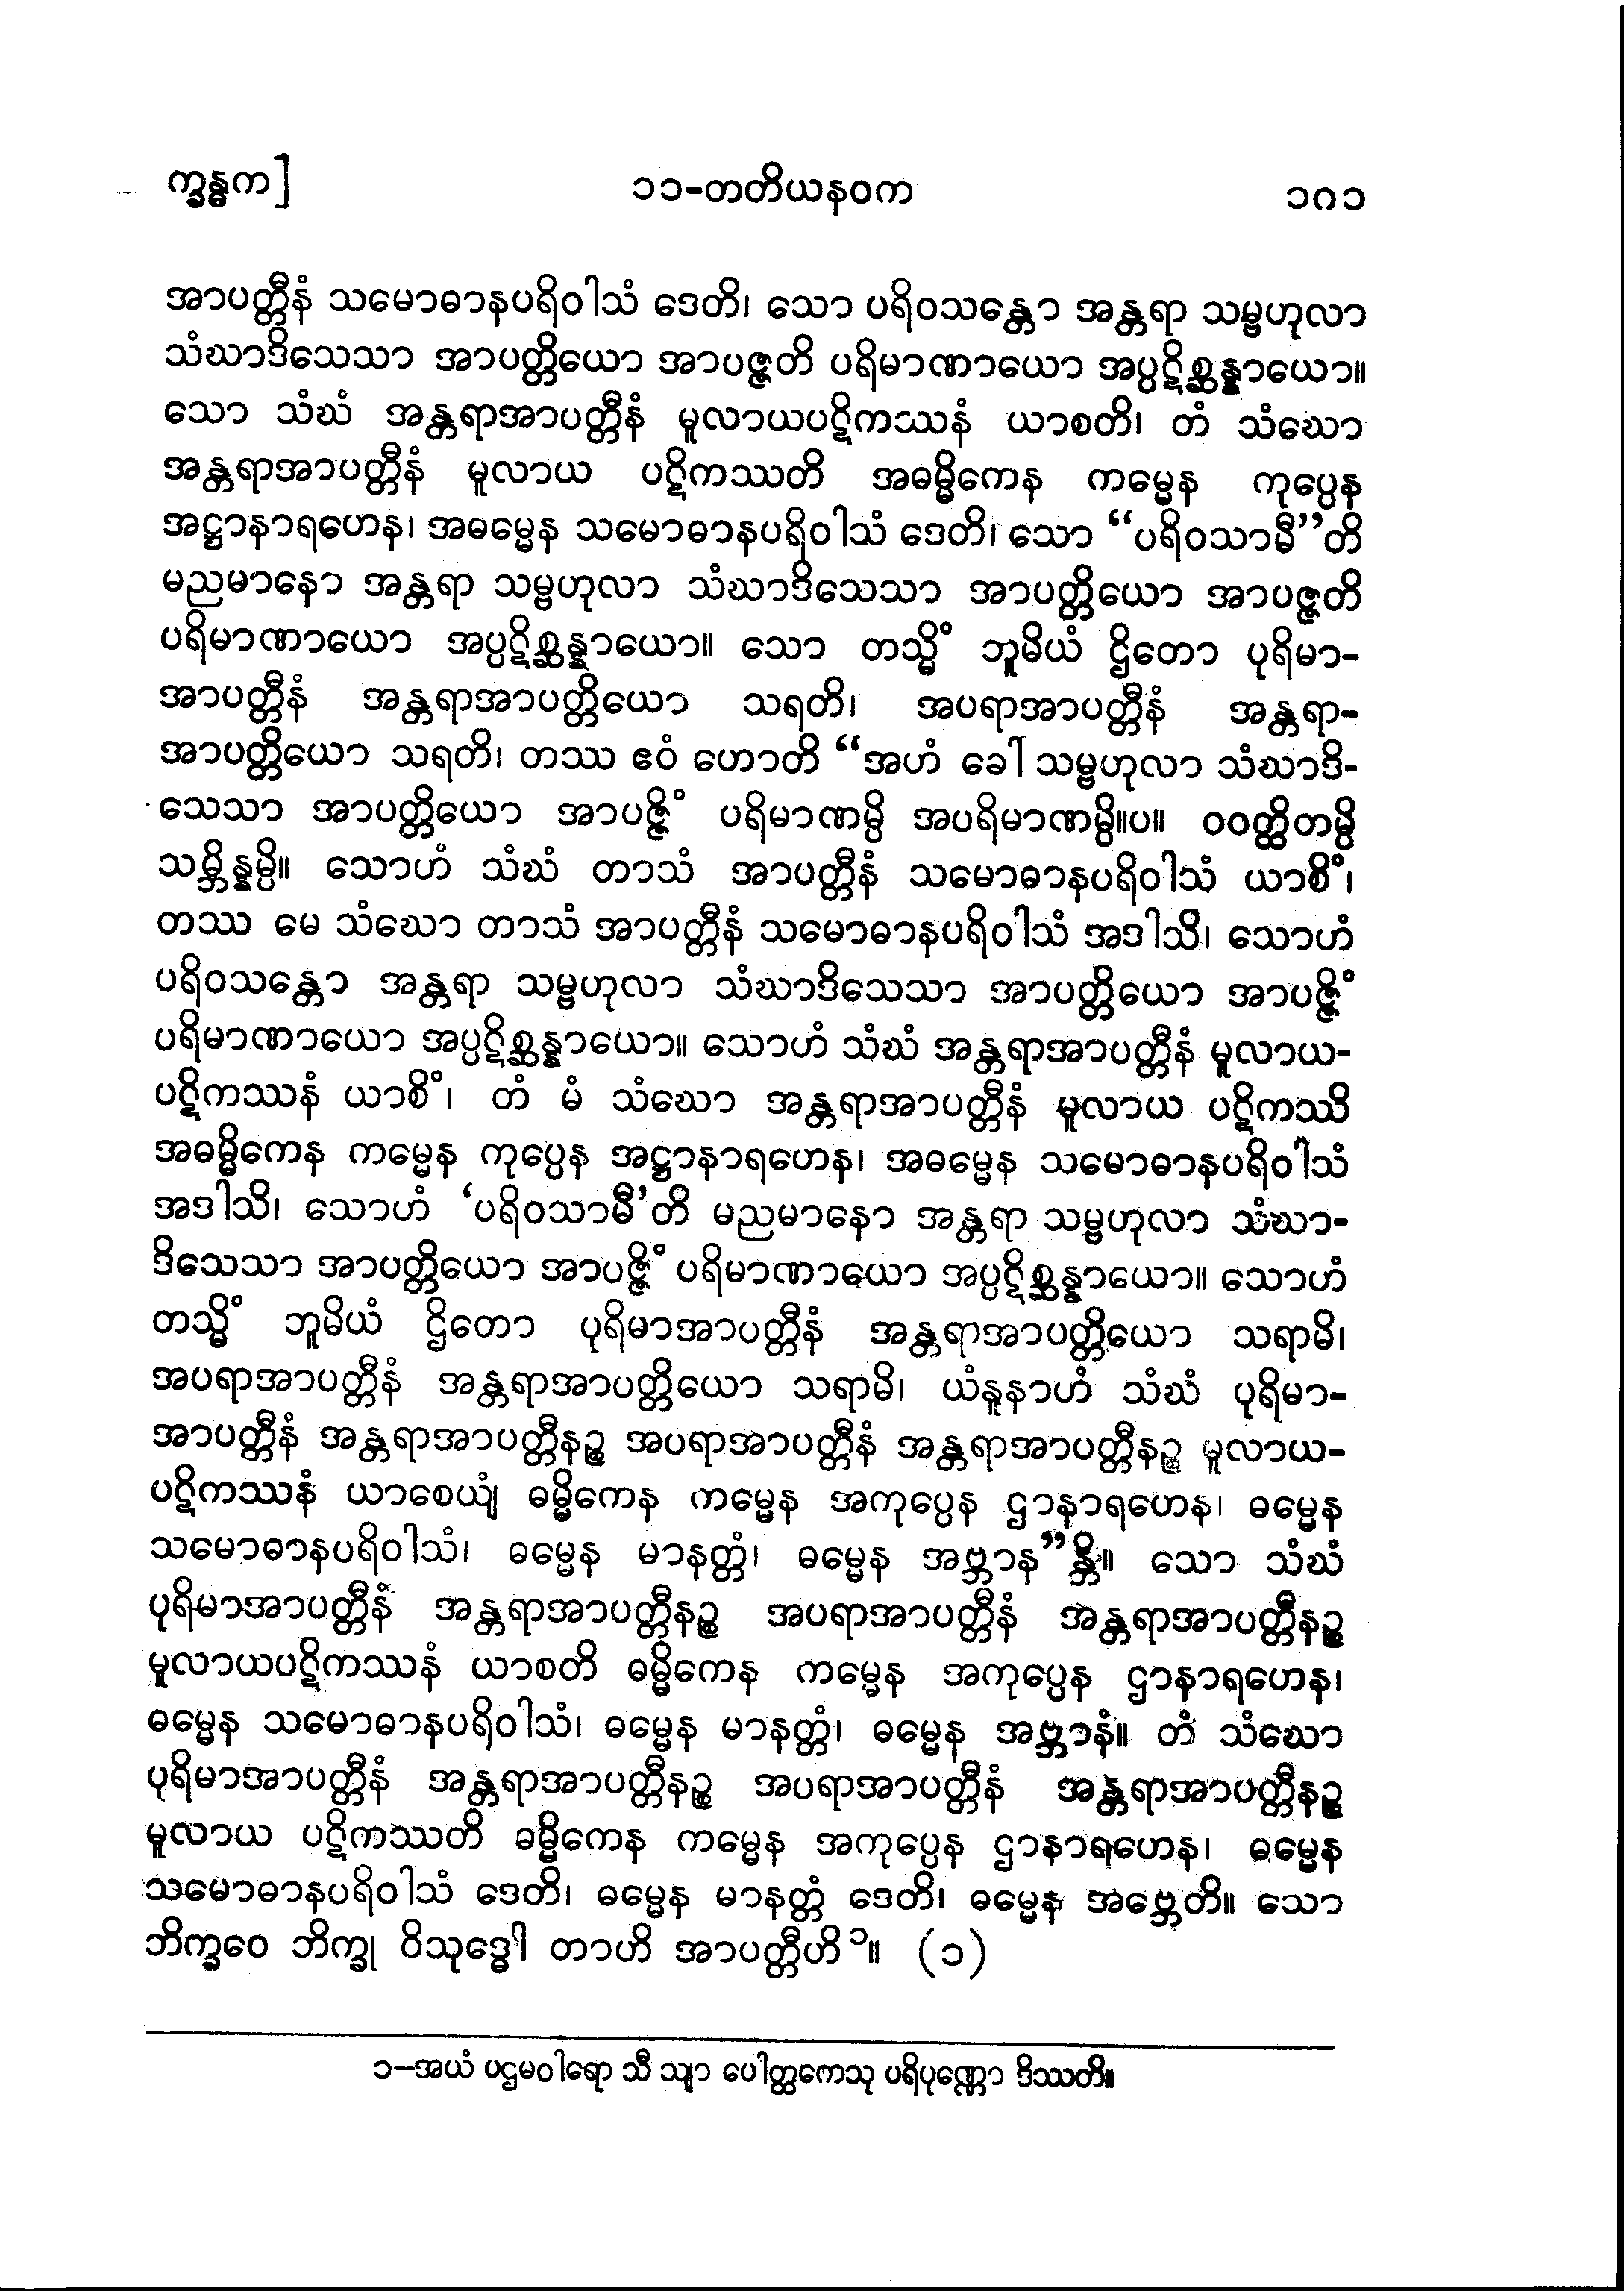 က္ခန္ဓက]
၁၁-တတိယနဝက
၁၈၁
အာပတ္တီနံ သမောဓာနပရိဝါသံ ဒေတိ၊ သော ပရိဝသန္တော အန္တရာ သမ္ဗဟုလာ
သံဃာဒိသေသာ အာပတ္တိယော အာပဇ္ဇတိ ပရိမာဏာယော အပ္ပဋိစ္ဆန္နာယော။
သော သံဃံ အန္တရာအာပတ္တီနံ မူလာယပဋိကဿနံ ယာစတိ၊ တံ သံဃော
အန္တရာအာပတ္တီနံ မူလာယ ပဋိကဿတိ အဓမ္မိကေန ကမ္မေန ကုပ္ပေန
အဋ္ဌာနာရဟေန၊ အဓမ္မေန သမောဓာနပရိဝါသံ ဒေတိ၊ သော “ပရိဝသာမီ”တိ
မညမာနော အန္တရာ သမ္ဗဟုလာ သံဃာဒိသေသာ အာပတ္တိယော အာပဇ္ဇတိ
ပရိမာဏာယော အပ္ပဋိစ္ဆန္နာယော။ သော တသ္မိံ ဘူမိယံ ဌိတော ပုရိမာ-
အာပတ္တီနံ အန္တရာအာပတ္တိယော သရတိ၊ အပရာအာပတ္တီနံ အန္တရာ-
အာပတ္တိယော သရတိ၊ တဿ ဧဝံ ဟောတိ “အဟံ ခေါ သမ္ဗဟုလာ သံဃာဒိ-
သေသာ အာပတ္တိယော အာပဇ္ဇိံ ပရိမာဏမ္ပိ အပရိမာဏမ္ပိ။ပ။ ဝဝတ္ထိတမ္ပိ
သမ္ဘိန္နမ္ပိ။ သောဟံ သံဃံ တာသံ အာပတ္တီနံ သမောဓာနပရိဝါသံ ယာစိံ၊
တဿ မေ သံဃော တာသံ အာပတ္တီနံ သမောဓာနပရိဝါသံ အဒါသိ၊ သောဟံ
ပရိဝသန္တော အန္တရာ သမ္ဗဟုလာ သံဃာဒိသေသာ အာပတ္တိယော အာပဇ္ဇိံ
ပရိမာဏာယော အပ္ပဋိစ္ဆန္နာယော။ သောဟံ သံဃံ အန္တရာအာပတ္တီနံ မူလာယ-
ပဋိကဿနံ ယာစိံ၊ တံ မံ သံဃော အန္တရာအာပတ္တီနံ မူလာယ ပဋိကဿိ
အဓမ္မိကေန ကမ္မေန ကုပ္ပေန အဋ္ဌာနာရဟေန၊ အဓမ္မေန သမောဓာနပရိဝါသံ
အဒါသိ၊ သောဟံ ‘ပရိဝသာမီ’တိ မညမာနော အန္တရာ သမ္ဗဟုလာ သံဃာ-
ဒိသေသာ အာပတ္တိယော အာပဇ္ဇိံ ပရိမာဏာယော အပ္ပဋိစ္ဆန္နာယော။ သောဟံ
တသ္မိံ ဘူမိယံ ဌိတော ပုရိမာအာပတ္တီနံ အန္တရာအာပတ္တိယော သရာမိ၊
အပရာအာပတ္တီနံ အန္တရာအာပတ္တိယော သရာမိ၊ ယံနူနာဟံ သံဃံ ပုရိမာ-
အာပတ္တီနံ အန္တရာအာပတ္တီနဉ္စ အပရာအာပတ္တီနံ အန္တရာအာပတ္တီနဉ္စ မူလာယ-
ပဋိကဿနံ ယာစေယျံ ဓမ္မိကေန ကမ္မေန အကုပ္ပေန ဌာနာရဟေန၊ ဓမ္မေန
သမောဓာနပရိဝါသံ၊ ဓမ္မေန မာနတ္တံ၊ ဓမ္မေန အဗ္ဘာန”န္တိ။ သော သံဃံ
ပုရိမာအာပတ္တီနံ အန္တရာအာပတ္တီနဉ္စ အပရာအာပတ္တီနံ အန္တရာအာပတ္တီနဉ္စ
မူလာယပဋိကဿနံ ယာစတိ ဓမ္မိကေန ကမ္မေန အကုပ္ပေန ဌာနာရဟေန၊
ဓမ္မေန သမောဓာနပရိဝါသံ၊ ဓမ္မေန မာနတ္တံ၊ ဓမ္မေန အဗ္ဘာနံ။ တံ သံဃော
ပုရိမာအာပတ္တီနံ အန္တရာအာပတ္တီနဉ္စ အပရာအာပတ္တီနံ အန္တရာအာပတ္တီနဉ္စ
မူလာယ ပဋိကဿတိ ဓမ္မိကေန ကမ္မေန အကုပ္ပေန ဌာနာရဟေန၊ ဓမ္မေန
သမောဓာနပရိဝါသံ ဒေတိ၊ ဓမ္မေန မာနတ္တံ ဒေတိ၊ ဓမ္မေန အဗ္ဘေတိ။ သော
ဘိက္ခဝေ ဘိက္ခု ဝိသုဒ္ဓေါ တာဟိ အာပတ္တီဟိ ၁။ (၁)
၁-အယံ ပဌမဝါရော သီ သျာ ပေါတ္ထကေသု ပရိပုဏ္ဏော ဒိဿတိ။